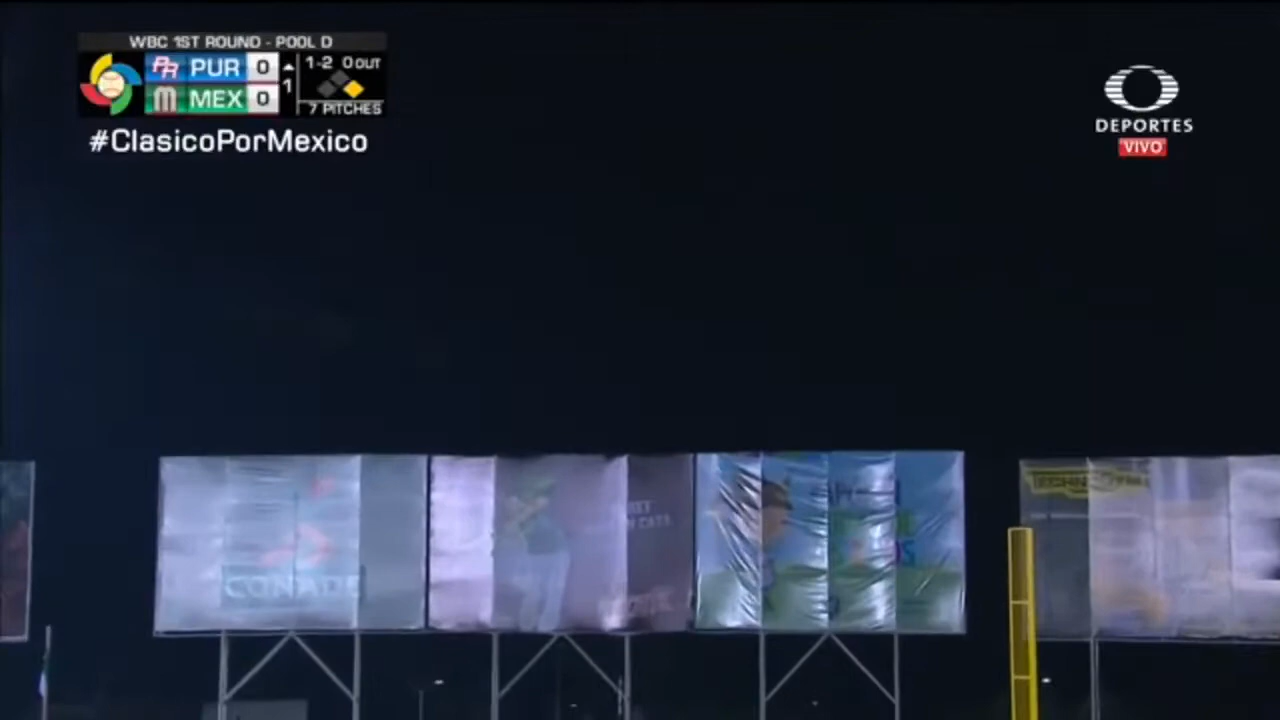 WBC 1ST ROUND - POOL D
PUR 0
MEX 0
1
1-2 0 OUT
7 PITCHES
#ClasicoPorMexico
DEPORTES
VIVO
CONADE